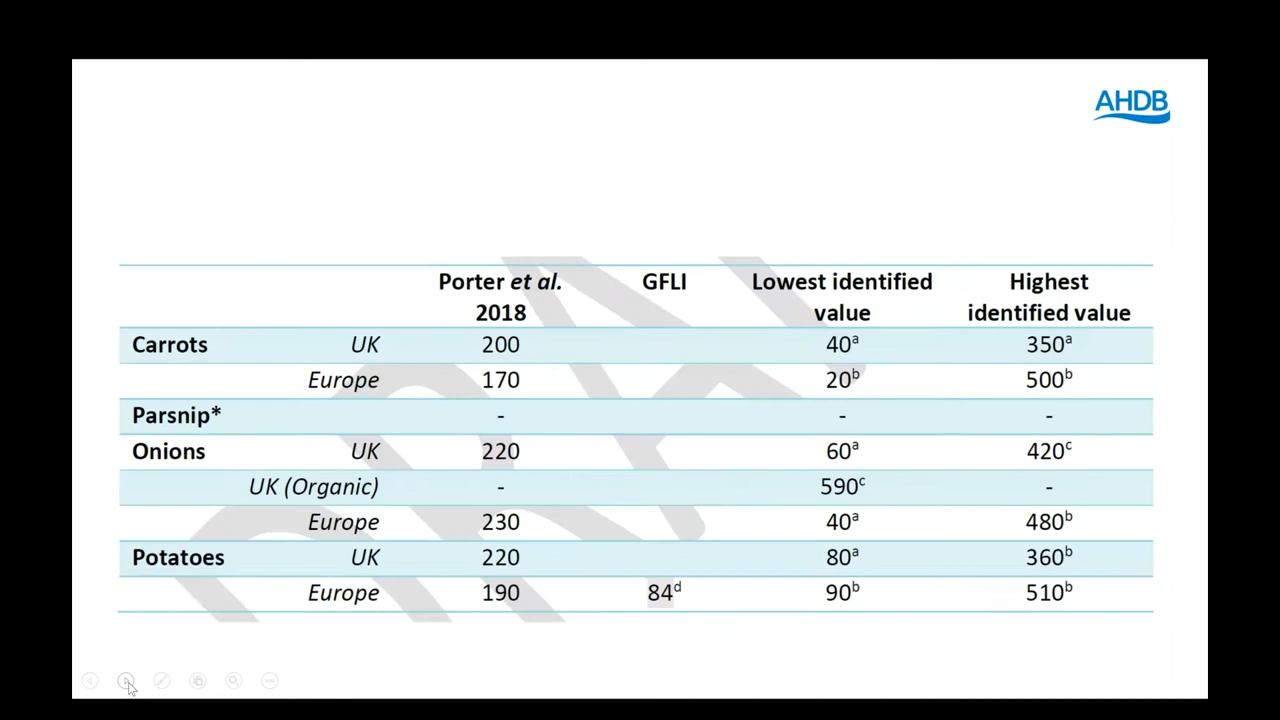 AHDB
Porter et al. GFLI Lowest identified Highest
2018 value identified value
Carrots UK 200 40a 350a
Europe 170 20b 500b
Parsnip* - - -
Onions UK 220 60a 420c
UK (Organic) - 590c -
Europe 230 40a 480b
Potatoes UK 220 80a 360b
Europe 190 84d 90b 510b